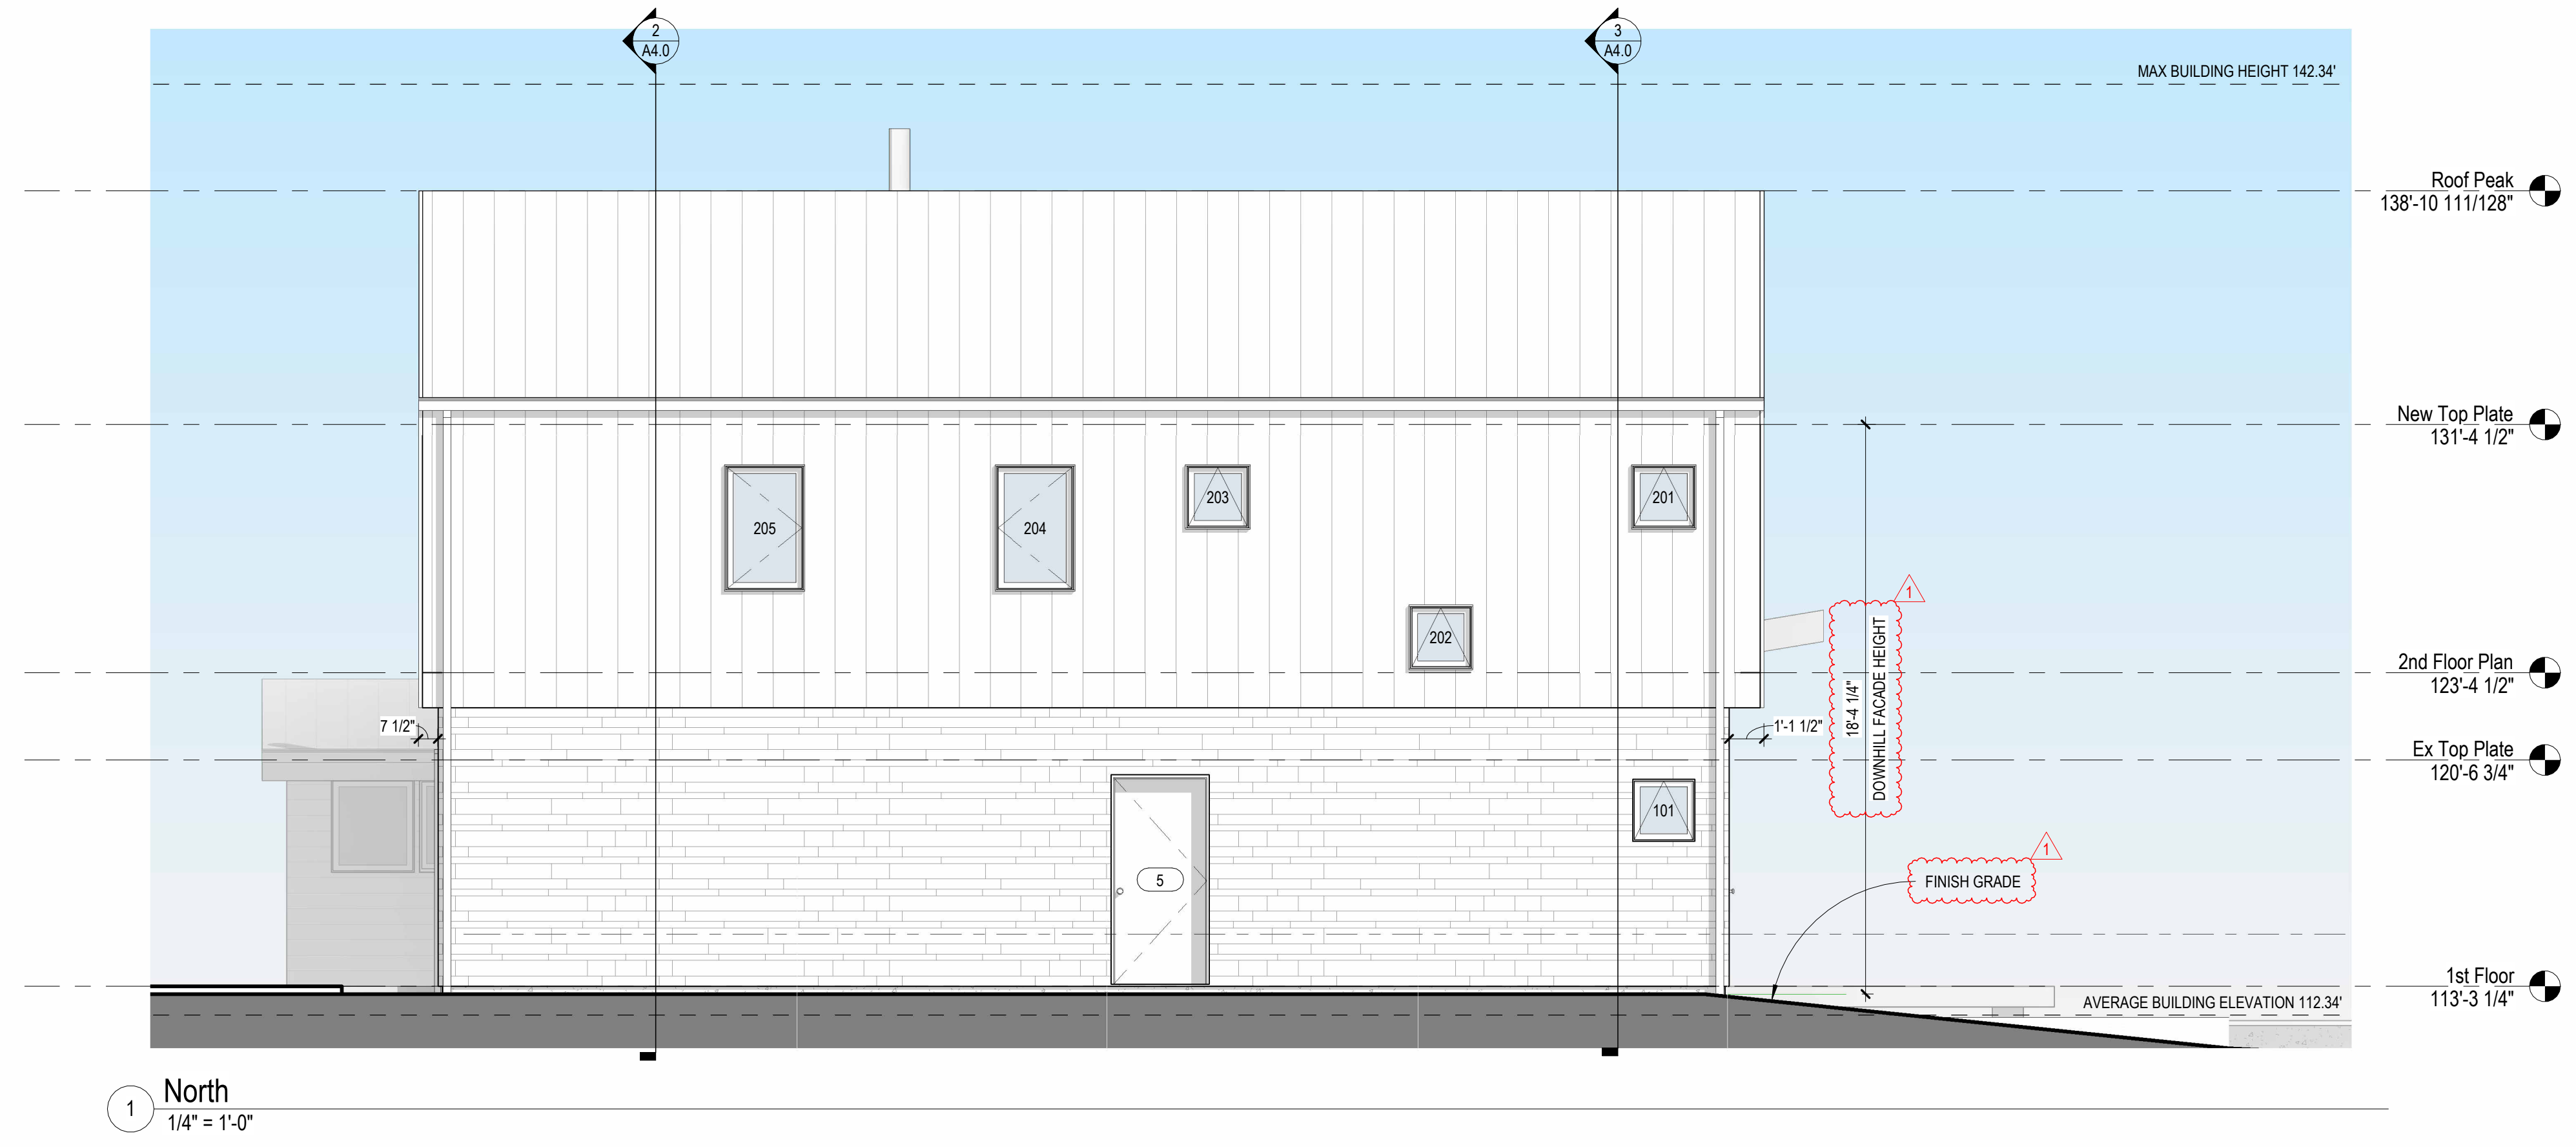 2
A4.0
3
A4.0
MAX BUILDING HEIGHT 142.34'
Roof Peak
138'-10 111/128"
New Top Plate
131'-4 1/2"
205
204
203
201
202
1
2nd Floor Plan
123'-4 1/2"
7 1/2"
1'-1 1/2"
18'-4 1/4"
DOWNHILL FACADE HEIGHT
Ex Top Plate
120'-6 3/4"
101
1
5
FINISH GRADE
1st Floor
113'-3 1/4"
AVERAGE BUILDING ELEVATION 112.34'
1
North
1/4" = 1'-0"